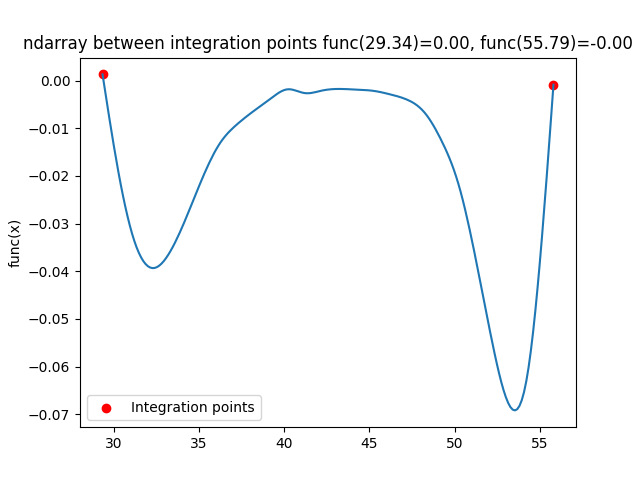 ndarray between integration points func(29.34)=0.00, func(55.79)=-0.00
0.00
−0.01
−0.02
−0.03
−0.04
−0.05
−0.06
−0.07
func(x)
Integration points
30 35 40 45 50 55